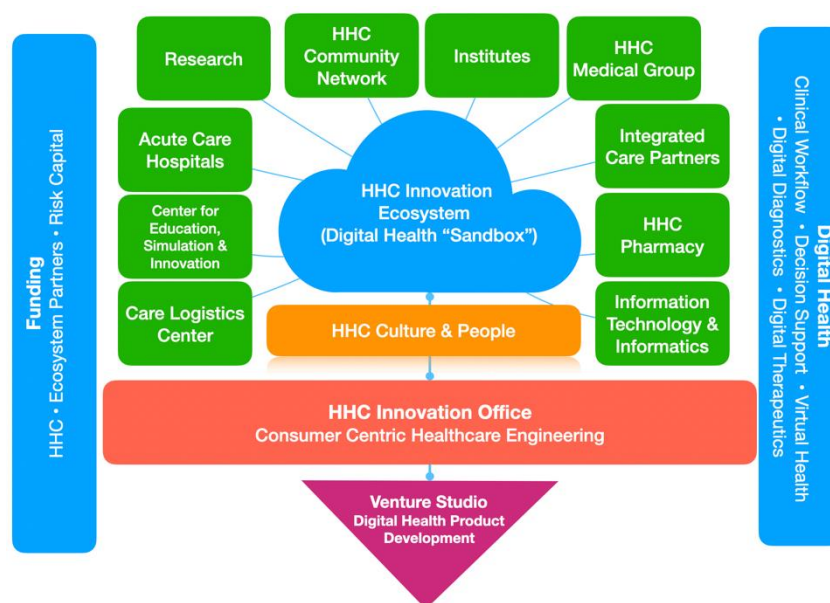 Research
HHC
Community
Network
Institutes
HHC
Medical Group
Acute Care
Hospitals
Integrated
Care Partners
Center for
Education,
Simulation &
Innovation
HHC
Pharmacy
Care Logistics
Center
Information
Technology &
Informatics
HHC Innovation
Ecosystem
(Digital Health “Sandbox”)
HHC Culture & People
HHC Innovation Office
Consumer Centric Healthcare Engineering
Venture Studio
Digital Health Product
Development
Funding
HHC • Ecosystem Partners • Risk Capital
Digital Health
Clinical Workflow • Decision Support • Virtual Health
• Digital Diagnostics • Digital Therapeutics